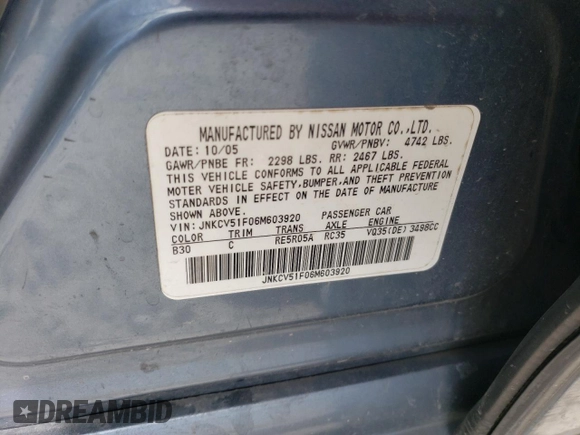 MANUFACTURED BY NISSAN MOTOR CO.,LTD.
DATE: 10/05 GVWR/PNBV: 4742 LBS.
GAWR/PNBE FR: 2298 LBS. RR: 2467 LBS.
THIS VEHICLE CONFORMS TO ALL APPLICABLE FEDERAL
MOTER VEHICLE SAFETY,BUMPER,AND THEFT PREVENTION
STANDARDS IN EFFECT ON THE DATE OF MANUFACTURE
SHOWN ABOVE.
VIN: JNKCV51F06M603920 PASSENGER CAR
COLOR TRIM TRANS AXLE ENGINE
B30 C RE5R05A RC35 VQ35(DE)3498CC
JNKCV51F06M603920
DREAMBID